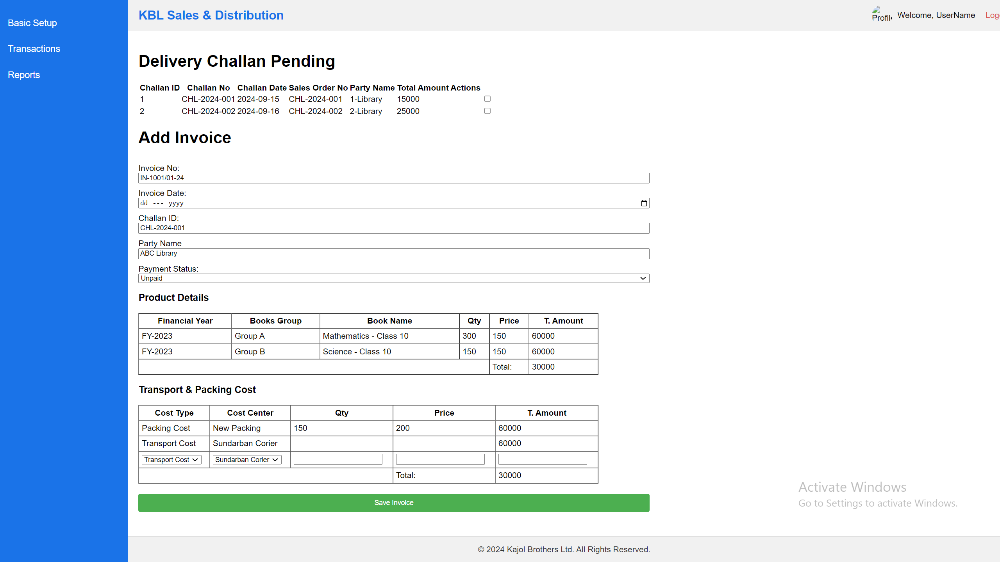 Basic Setup
Transactions
Reports
KBL Sales & Distribution
Profil
Welcome, UserName
Delivery Challan Pending
Challan ID Challan No Challan Date Sales Order No Party Name Total Amount Actions
1 CHL-2024-001 2024-09-15 CHL-2024-001 1-Library 15000
2 CHL-2024-002 2024-09-16 CHL-2024-002 2-Library 25000
Add Invoice
Invoice No:
IN-1001/01-24
Invoice Date:
dd-----yyyy
Challan ID:
CHL-2024-001
Party Name
ABC Library
Payment Status:
Unpaid
Product Details
Financial Year Books Group Book Name Qty Price T. Amount
FY-2023 Group A Mathematics - Class 10 300 150 60000
FY-2023 Group B Science - Class 10 150 150 60000
Total: 30000
Transport & Packing Cost
Cost Type Cost Center Qty Price T. Amount
Packing Cost New Packing 150 200 60000
Transport Cost Sundarban Corier 60000
Transport Cost Sundarban Corier
Total: 30000
Save Invoice
Activate Windows
Go to Settings to activate Windows.
© 2024 Kajol Brothers Ltd. All Rights Reserved.